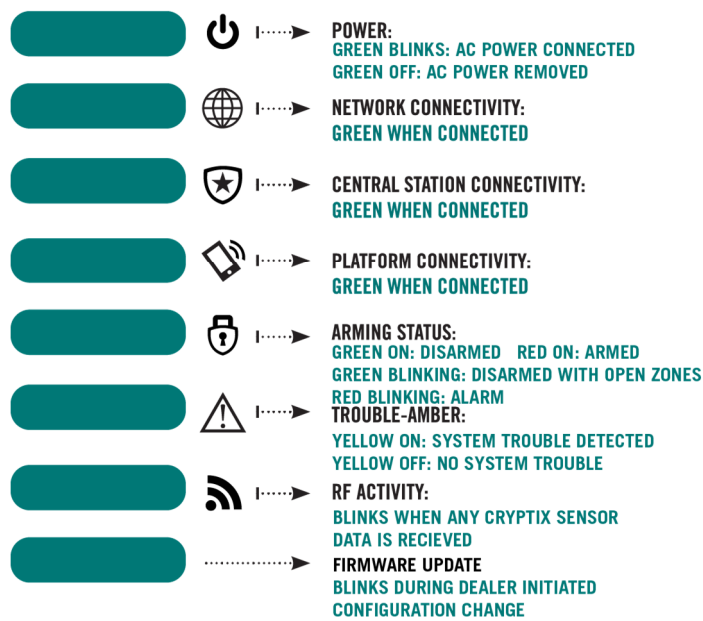 POWER:
GREEN BLINKS: AC POWER CONNECTED
GREEN OFF: AC POWER REMOVED
NETWORK CONNECTIVITY:
GREEN WHEN CONNECTED
CENTRAL STATION CONNECTIVITY:
GREEN WHEN CONNECTED
PLATFORM CONNECTIVITY:
GREEN WHEN CONNECTED
ARMING STATUS:
GREEN ON: DISARMED RED ON: ARMED
GREEN BLINKING: DISARMED WITH OPEN ZONES
RED BLINKING: ALARM
TROUBLE-AMBER:
YELLOW ON: SYSTEM TROUBLE DETECTED
YELLOW OFF: NO SYSTEM TROUBLE
RF ACTIVITY:
BLINKS WHEN ANY CRYPTIX SENSOR
DATA IS RECIEVED
FIRMWARE UPDATE
BLINKS DURING DEALER INITIATED
CONFIGURATION CHANGE